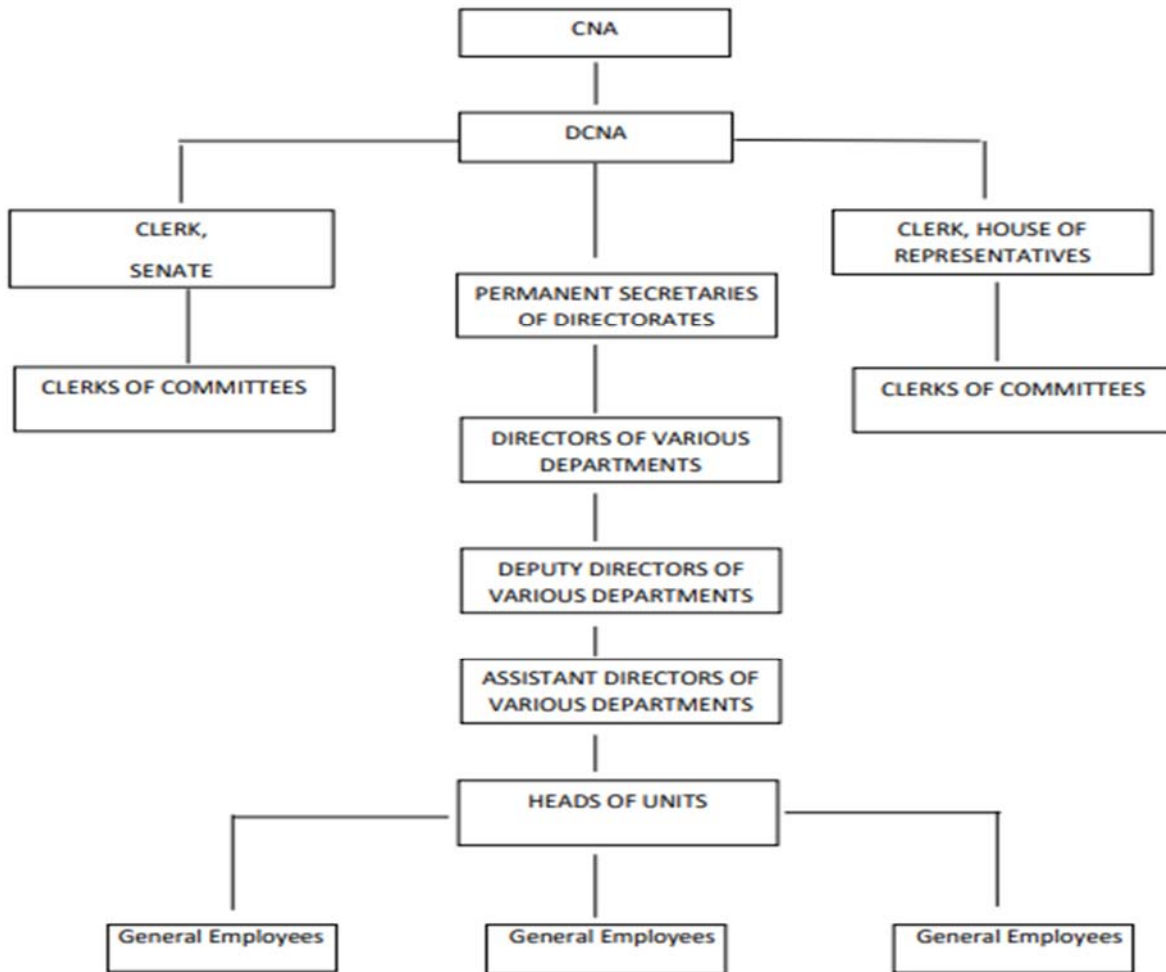 CNA
DCNA
CLERK,
SENATE
CLERK, HOUSE OF
REPRESENTATIVES
PERMANENT SECRETARIES
OF DIRECTORATES
CLERKS OF COMMITTEES
CLERKS OF COMMITTEES
DIRECTORS OF VARIOUS
DEPARTMENTS
DEPUTY DIRECTORS OF
VARIOUS DEPARTMENTS
ASSISTANT DIRECTORS OF
VARIOUS DEPARTMENTS
HEADS OF UNITS
General Employees
General Employees
General Employees